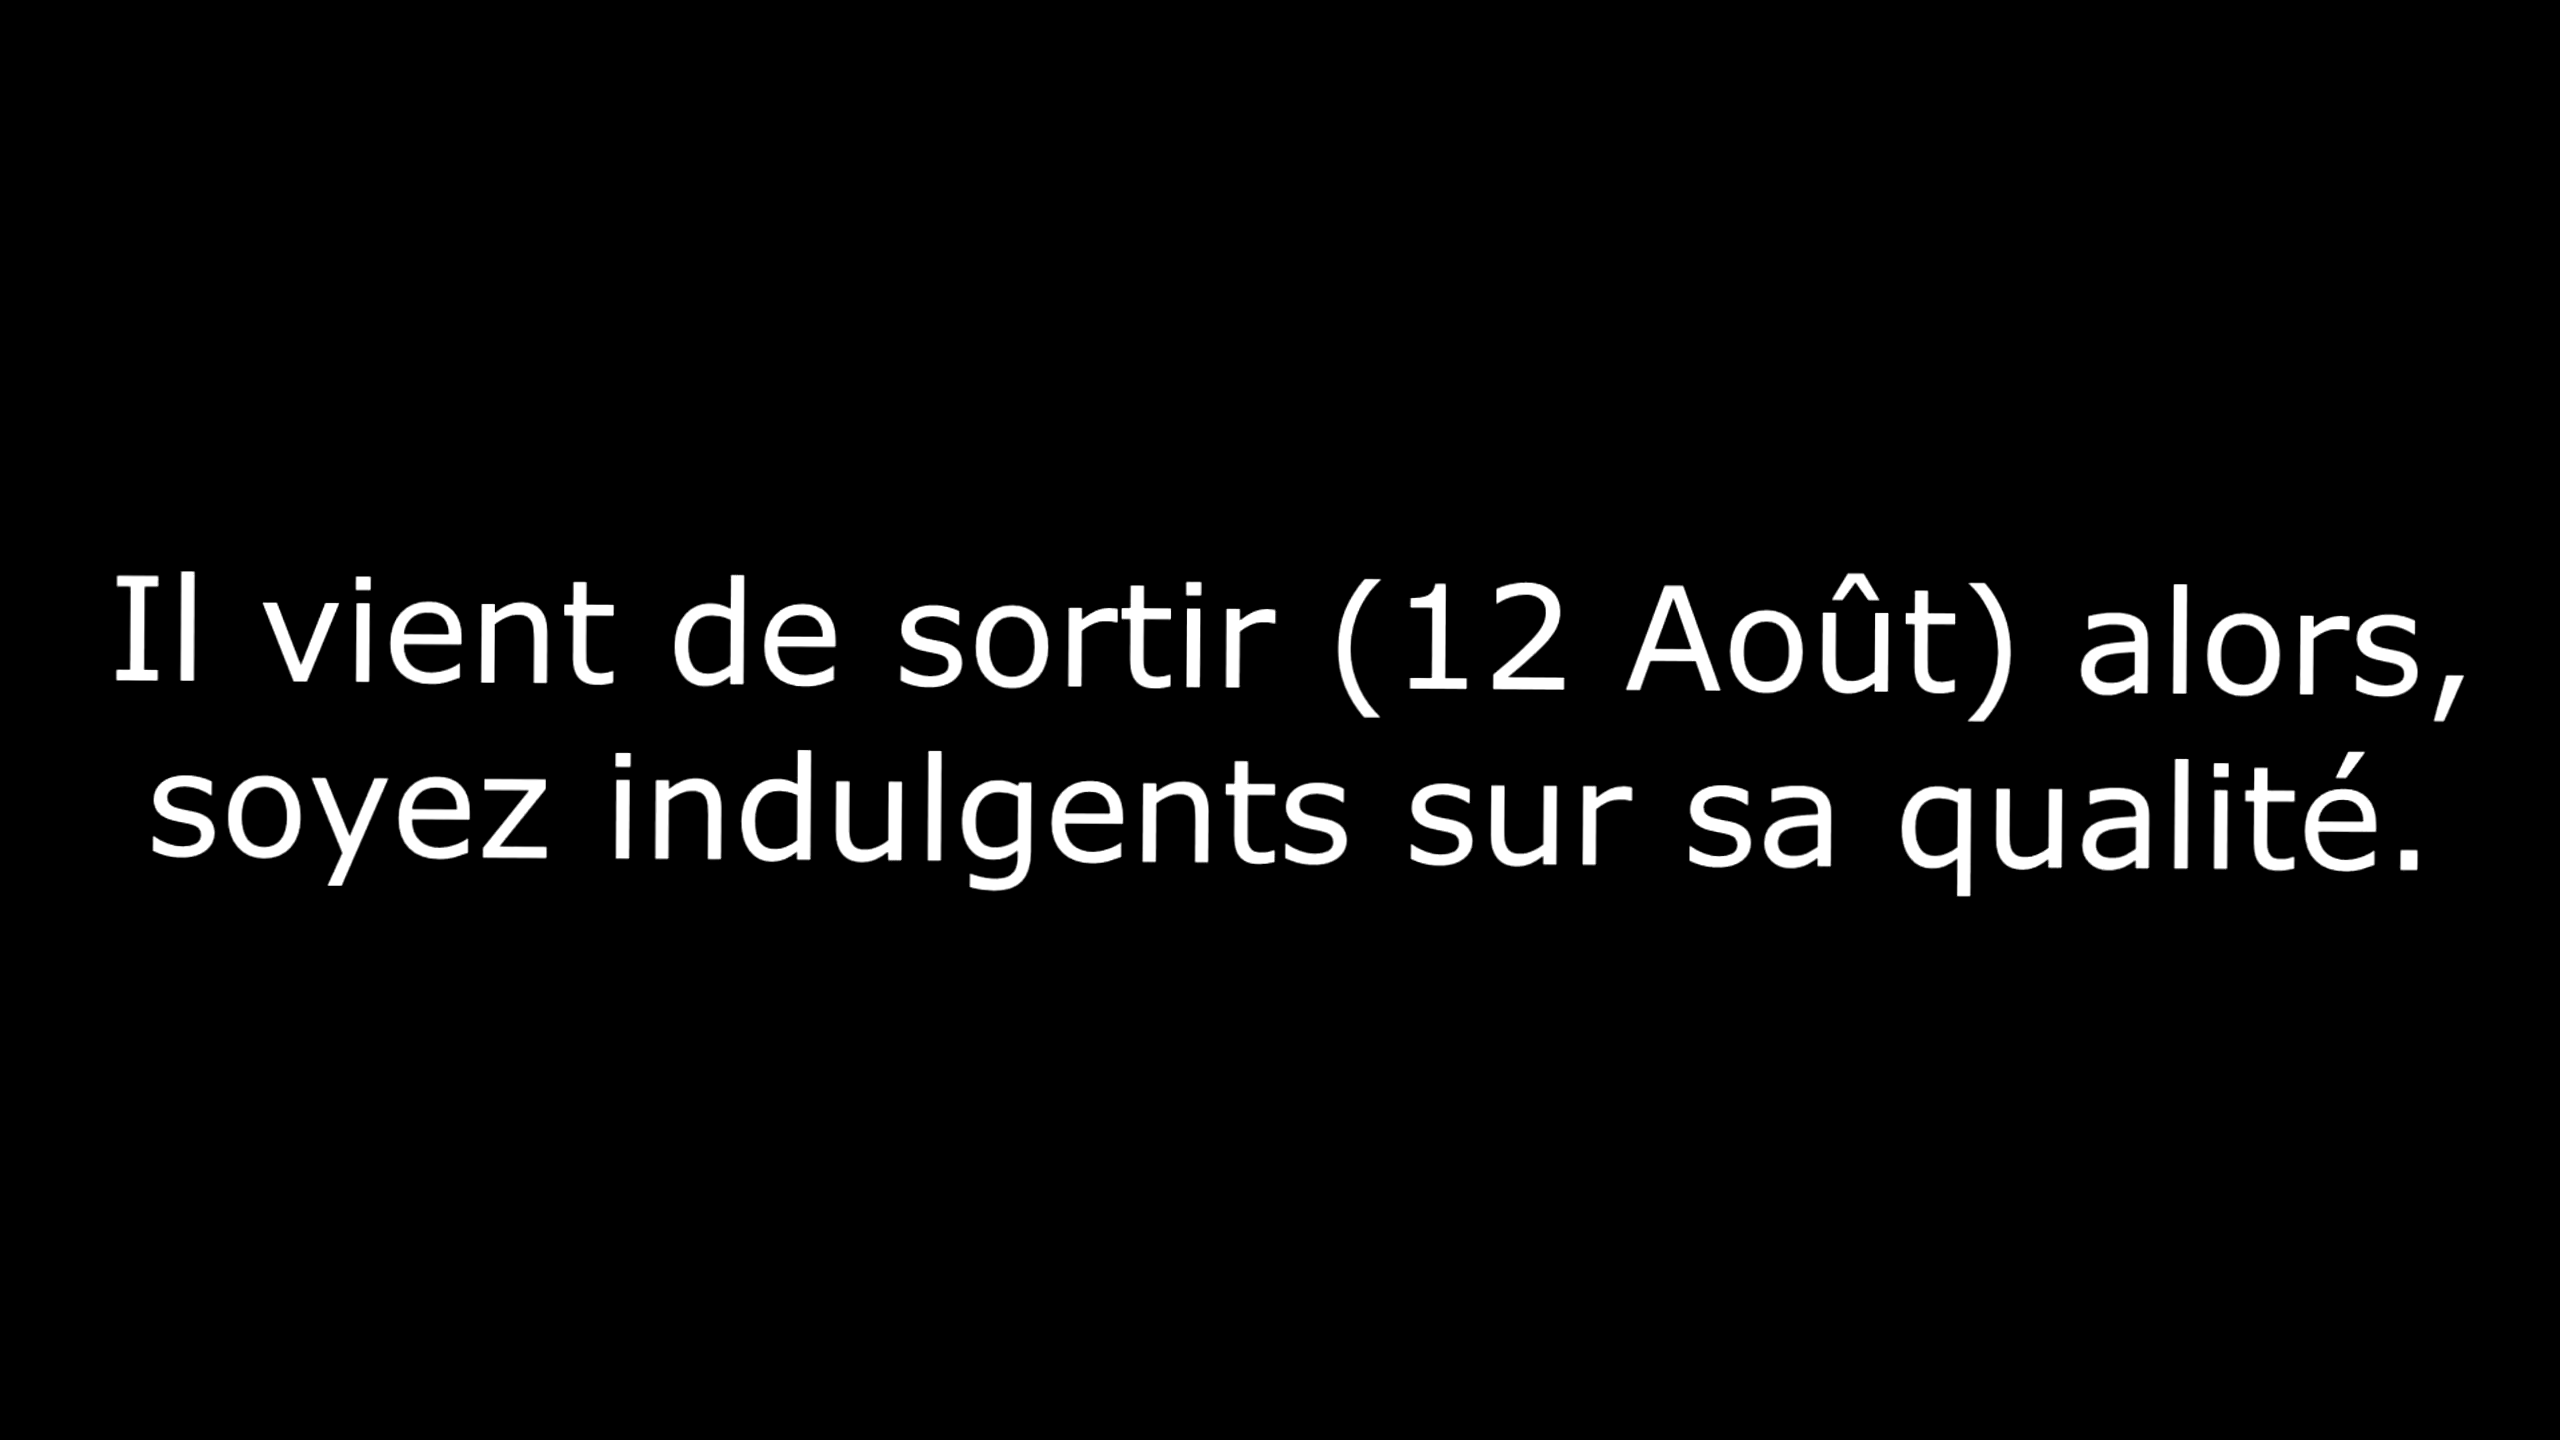 Il vient de sortir (12 Août) alors,
soyez indulgents sur sa qualité.